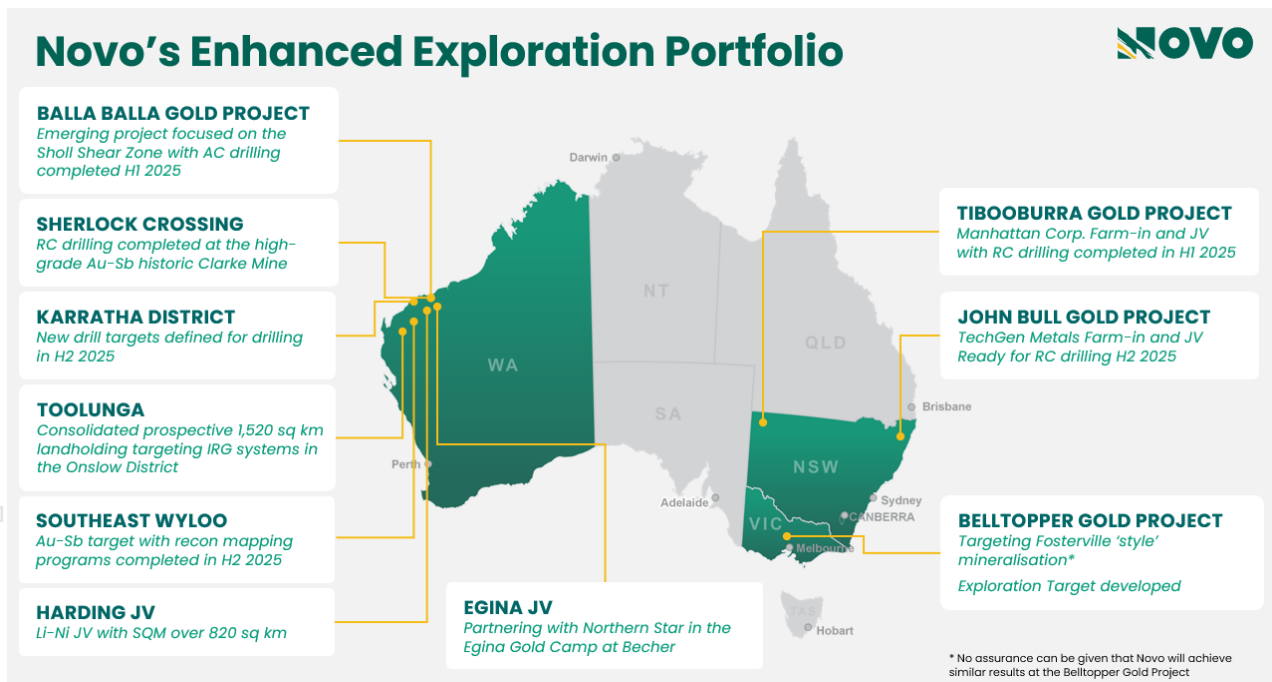 Novo's Enhanced Exploration Portfolio
NOVO
BALLA BALLA GOLD PROJECT
Emerging project focused on the
Sholl Shear Zone with AC drilling
completed H1 2025
SHERLOCK CROSSING
RC drilling completed at the high-
grade Au-Sb historic Clarke Mine
KARRATHA DISTRICT
New drill targets defined for drilling
in H2 2025
TOOLUNGA
Consolidated prospective 1,520 sq km
landholding targeting IRG systems in
the Onslow District
SOUTHEAST WYLOO
Au-Sb target with recon mapping
programs completed in H2 2025
HARDING JV
Li-Ni JV with SQM over 820 sq km
EGINA JV
Partnering with Northern Star in the
Egina Gold Camp at Becher
Darwin
NT
WA
QLD
SA
Brisbane
Perth
NSW
Adelaide
Sydney
CANBERRA
VIC
Melbourne
TAS
Hobart
TIBOOBURRA GOLD PROJECT
Manhattan Corp. Farm-in and JV
with RC drilling completed in H1 2025
JOHN BULL GOLD PROJECT
TechGen Metals Farm-in and JV
Ready for RC drilling H2 2025
BELLTOPPER GOLD PROJECT
Targeting Fosterville ‘style’
mineralisation*
Exploration Target developed
* No assurance can be given that Novo will achieve
similar results at the Belltopper Gold Project